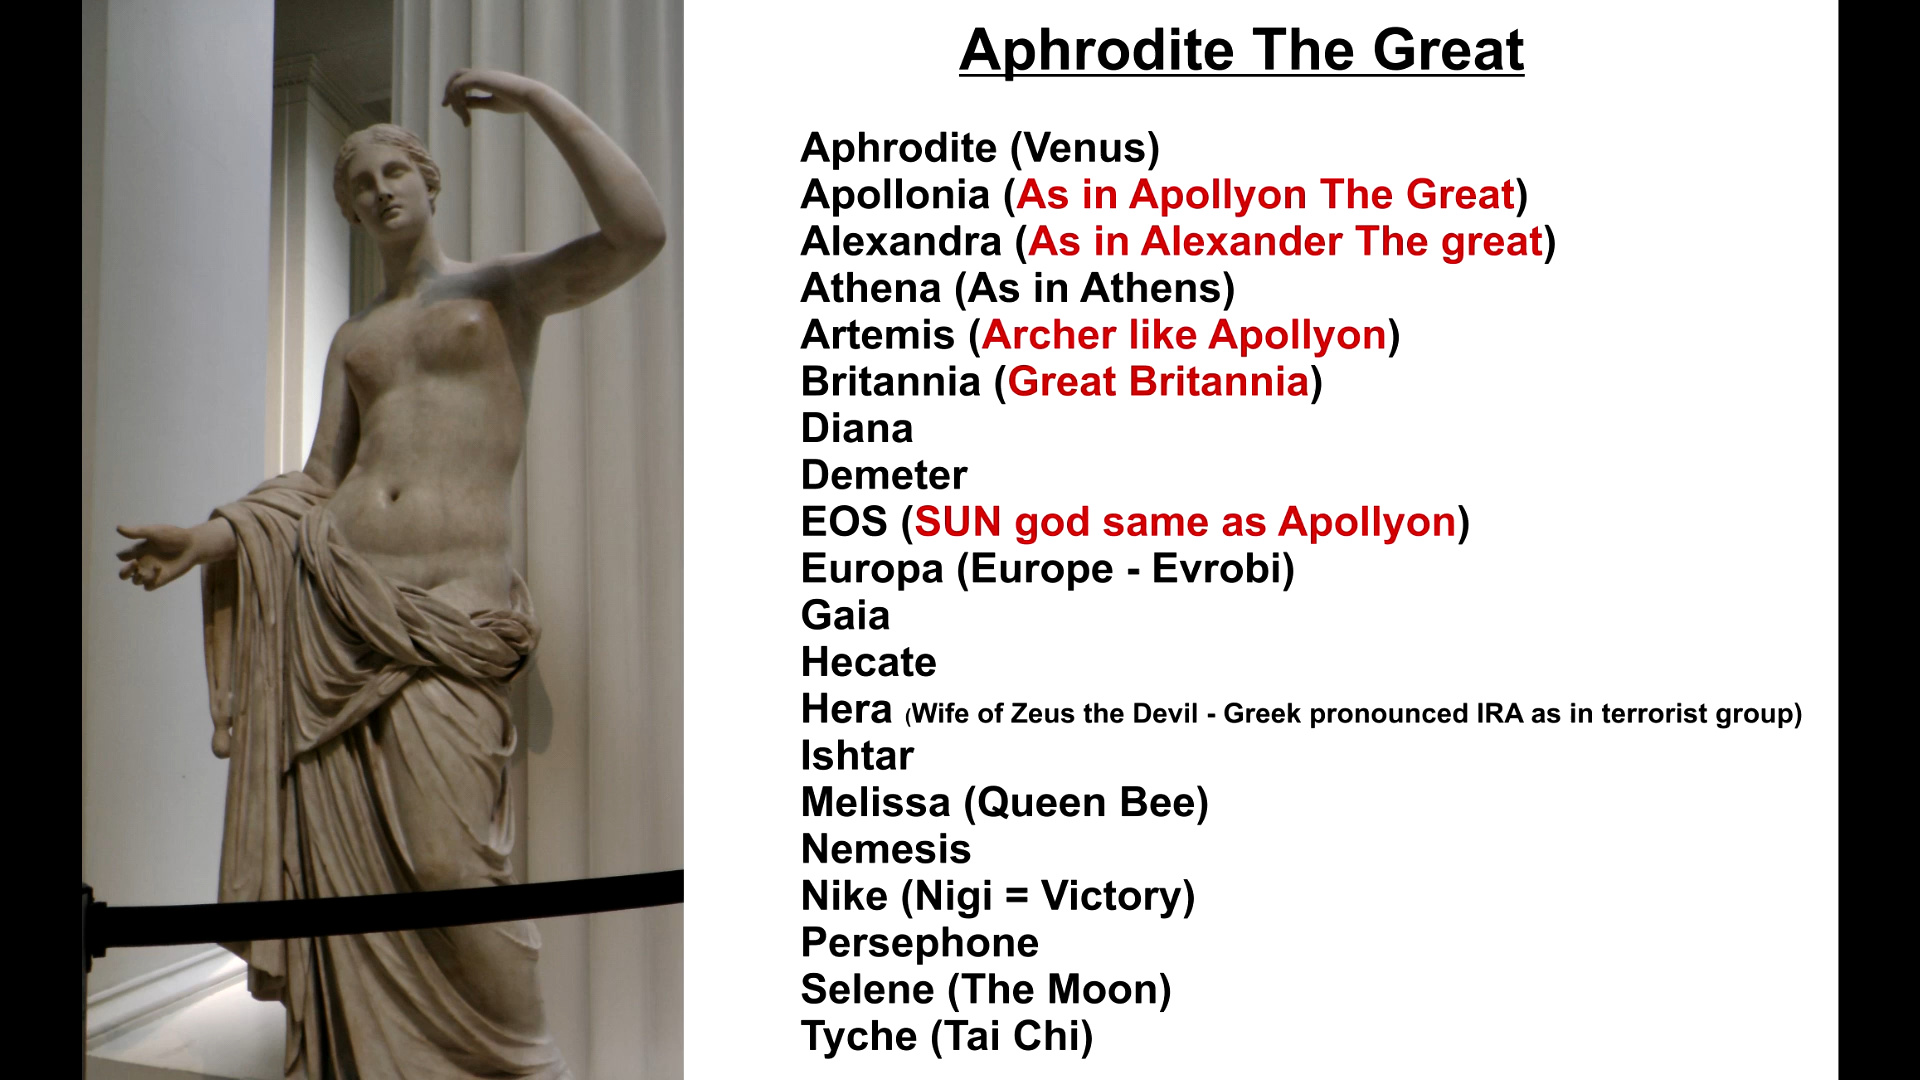 Aphrodite The Great
Aphrodite (Venus)
Apollonia (As in Apollyon The Great)
Alexandra (As in Alexander The great)
Athena (As in Athens)
Artemis (Archer like Apollyon)
Britannia (Great Britannia)
Diana
Demeter
EOS (SUN god same as Apollyon)
Europa (Europe - Evrobi)
Gaia
Hecate
Hera (Wife of Zeus the Devil - Greek pronounced IRA as in terrorist group)
Ishtar
Melissa (Queen Bee)
Nemesis
Nike (Nigi = Victory)
Persephone
Selene (The Moon)
Tyche (Tai Chi)